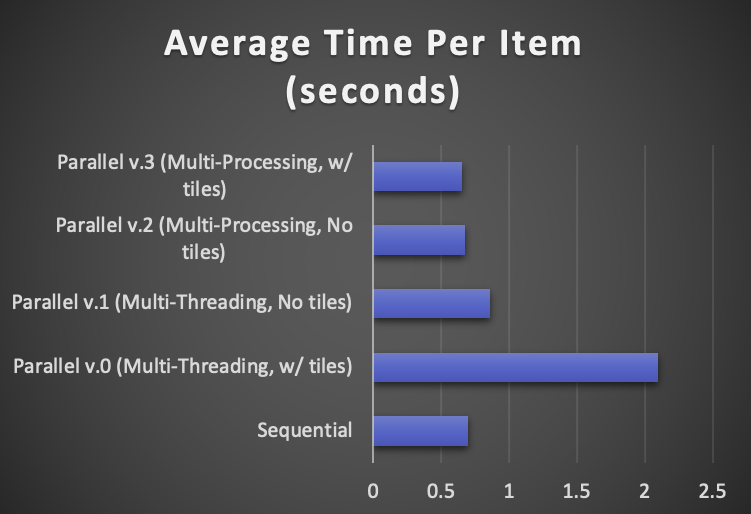 Average Time Per Item
(seconds)
Parallel v.3 (Multi-Processing, w/
tiles)
Parallel v.2 (Multi-Processing, No
tiles)
Parallel v.1 (Multi-Threading, No tiles)
Parallel v.0 (Multi-Threading, w/ tiles)
Sequential
0 0.5 1 1.5 2 2.5